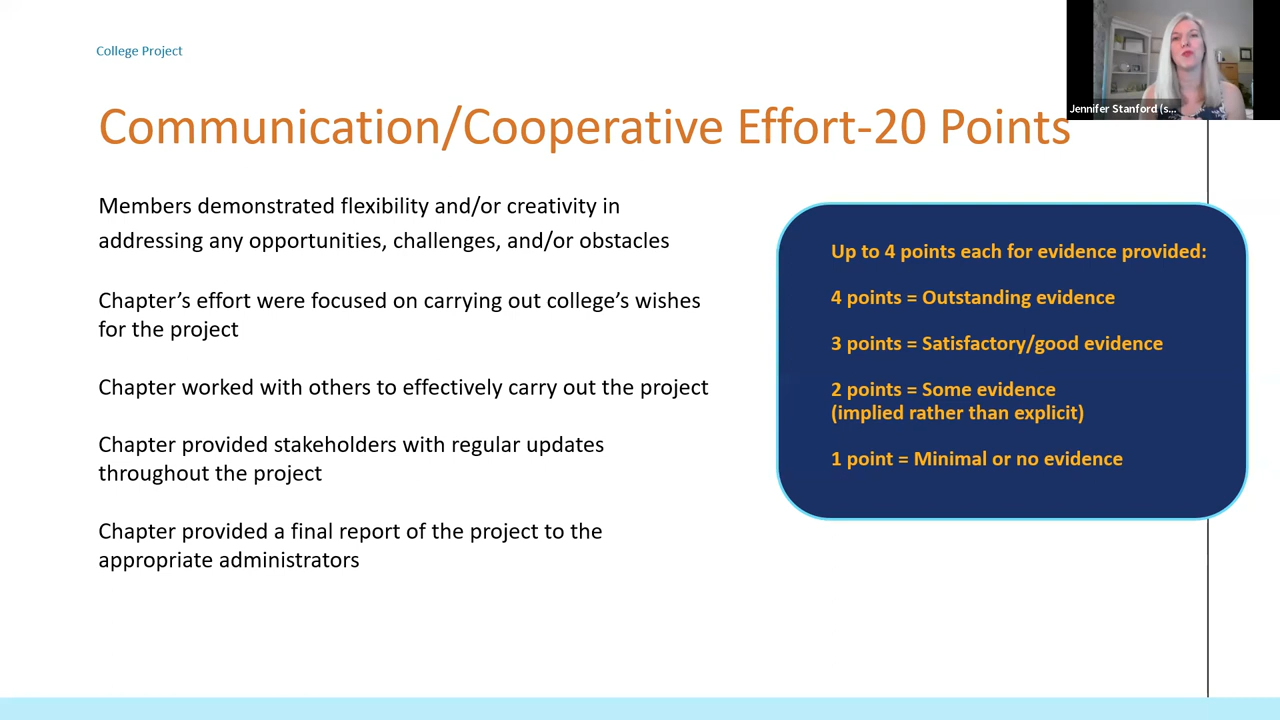 College Project
Jennifer Stanford (s...
Communication/Cooperative Effort-20 Points
Members demonstrated flexibility and/or creativity in
addressing any opportunities, challenges, and/or obstacles
Chapter’s effort were focused on carrying out college’s wishes
for the project
Chapter worked with others to effectively carry out the project
Chapter provided stakeholders with regular updates
throughout the project
Chapter provided a final report of the project to the
appropriate administrators
Up to 4 points each for evidence provided:
4 points = Outstanding evidence
3 points = Satisfactory/good evidence
2 points = Some evidence
(implied rather than explicit)
1 point = Minimal or no evidence